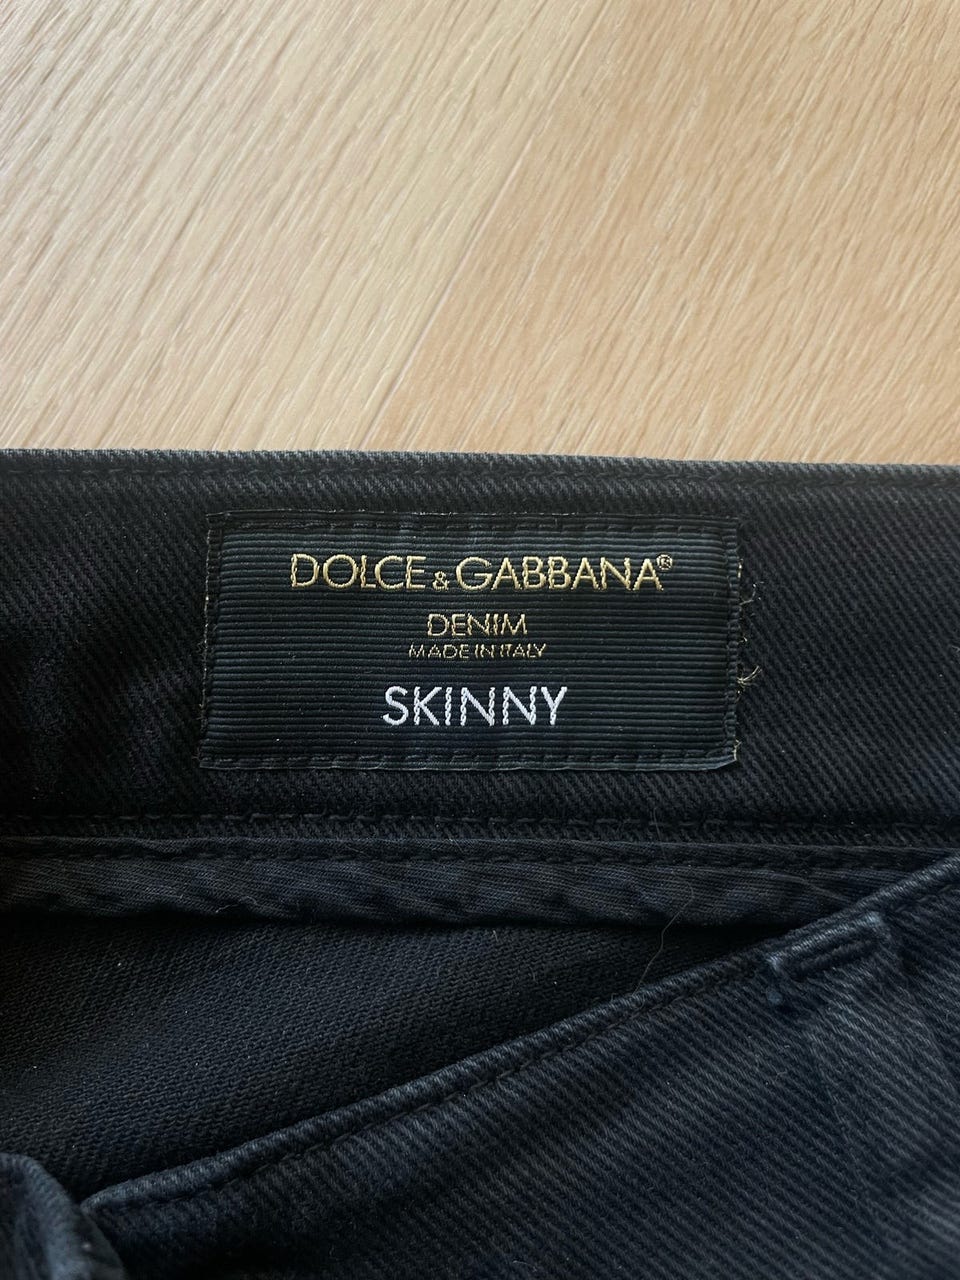 DOLCE & GABBANA®
DENIM
MADE IN ITALY
SKINNY